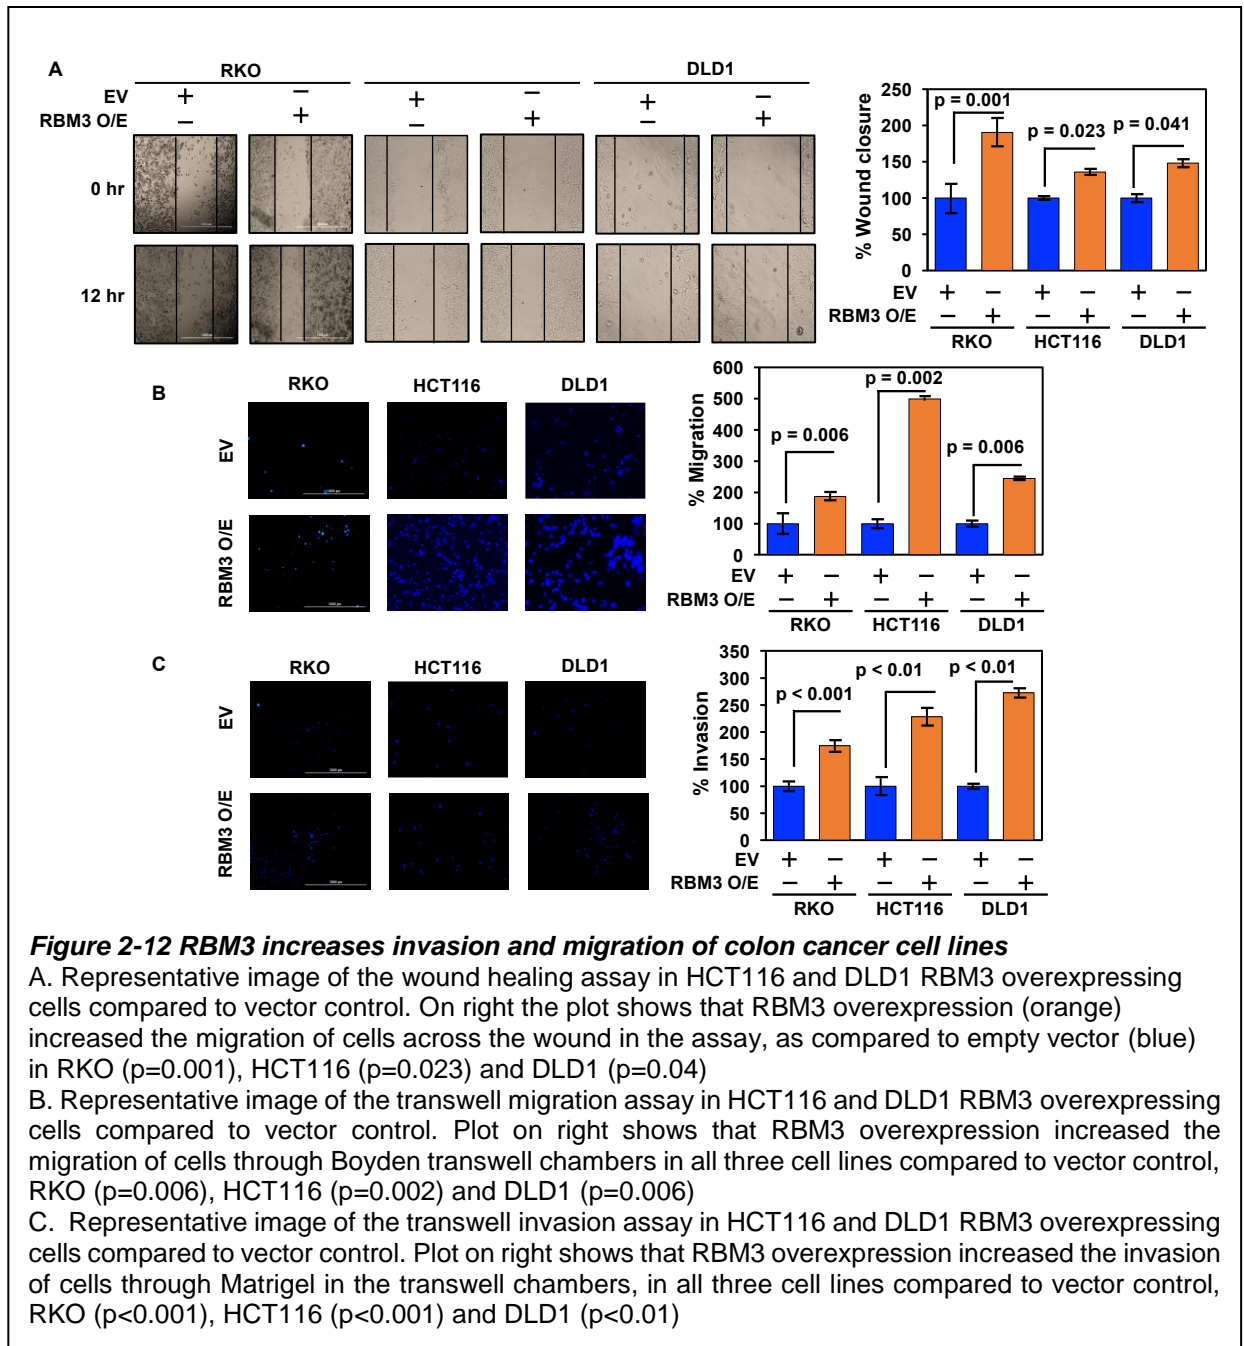 A
RKO
DLD1
EV
+
−
+
−
+
−
RBM3 O/E
−
+
−
+
−
+
0 hr
12 hr
% Wound closure
250
200
150
100
50
0
p = 0.001
p = 0.023
p = 0.041
EV
+
−
+
−
+
−
RBM3 O/E
−
+
−
+
−
+
RKO
HCT116
DLD1
B
RKO
HCT116
DLD1
EV
RBM3 O/E
% Migration
600
500
400
300
200
100
0
p = 0.006
p = 0.002
p = 0.006
EV
+
−
+
−
+
−
RBM3 O/E
−
+
−
+
−
+
RKO
HCT116
DLD1
C
RKO
HCT116
DLD1
EV
RBM3 O/E
% Invasion
350
300
250
200
150
100
50
0
p < 0.001
p < 0.01
p < 0.01
EV
+
−
+
−
+
−
RBM3 O/E
−
+
−
+
−
+
RKO
HCT116
DLD1
Figure 2-12 RBM3 increases invasion and migration of colon cancer cell lines
A. Representative image of the wound healing assay in HCT116 and DLD1 RBM3 overexpressing
cells compared to vector control. On right the plot shows that RBM3 overexpression (orange)
increased the migration of cells across the wound in the assay, as compared to empty vector (blue)
in RKO (p=0.001), HCT116 (p=0.023) and DLD1 (p=0.04)
B. Representative image of the transwell migration assay in HCT116 and DLD1 RBM3 overexpressing
cells compared to vector control. Plot on right shows that RBM3 overexpression increased the
migration of cells through Boyden transwell chambers in all three cell lines compared to vector control,
RKO (p=0.006), HCT116 (p=0.002) and DLD1 (p=0.006)
C. Representative image of the transwell invasion assay in HCT116 and DLD1 RBM3 overexpressing
cells compared to vector control. Plot on right shows that RBM3 overexpression increased the invasion
of cells through Matrigel in the transwell chambers, in all three cell lines compared to vector control,
RKO (p<0.001), HCT116 (p<0.001) and DLD1 (p<0.01)